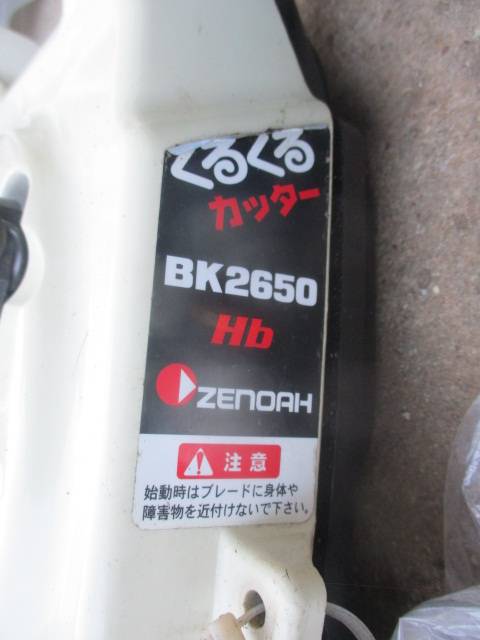 てるくる
カッター
BK2650
Hb
ZENOAH
注意
始動時はブレードに身体や
障害物を近付けないで下さい。